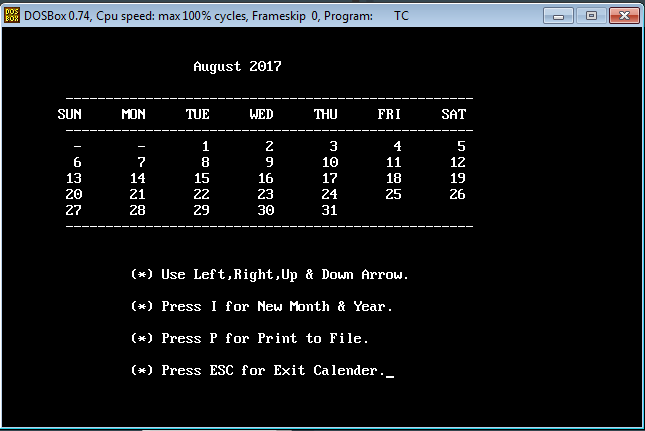 DOS BOX DOSBox 0.74, Cpu speed: max 100% cycles, Frameskip 0, Program: TC
August 2017
SUN MON TUE WED THU FRI SAT
- - 1 2 3 4 5
6 7 8 9 10 11 12
13 14 15 16 17 18 19
20 21 22 23 24 25 26
27 28 29 30 31
(*) Use Left,Right,Up & Down Arrow.
(*) Press I for New Month & Year.
(*) Press P for Print to File.
(*) Press ESC for Exit Calender._